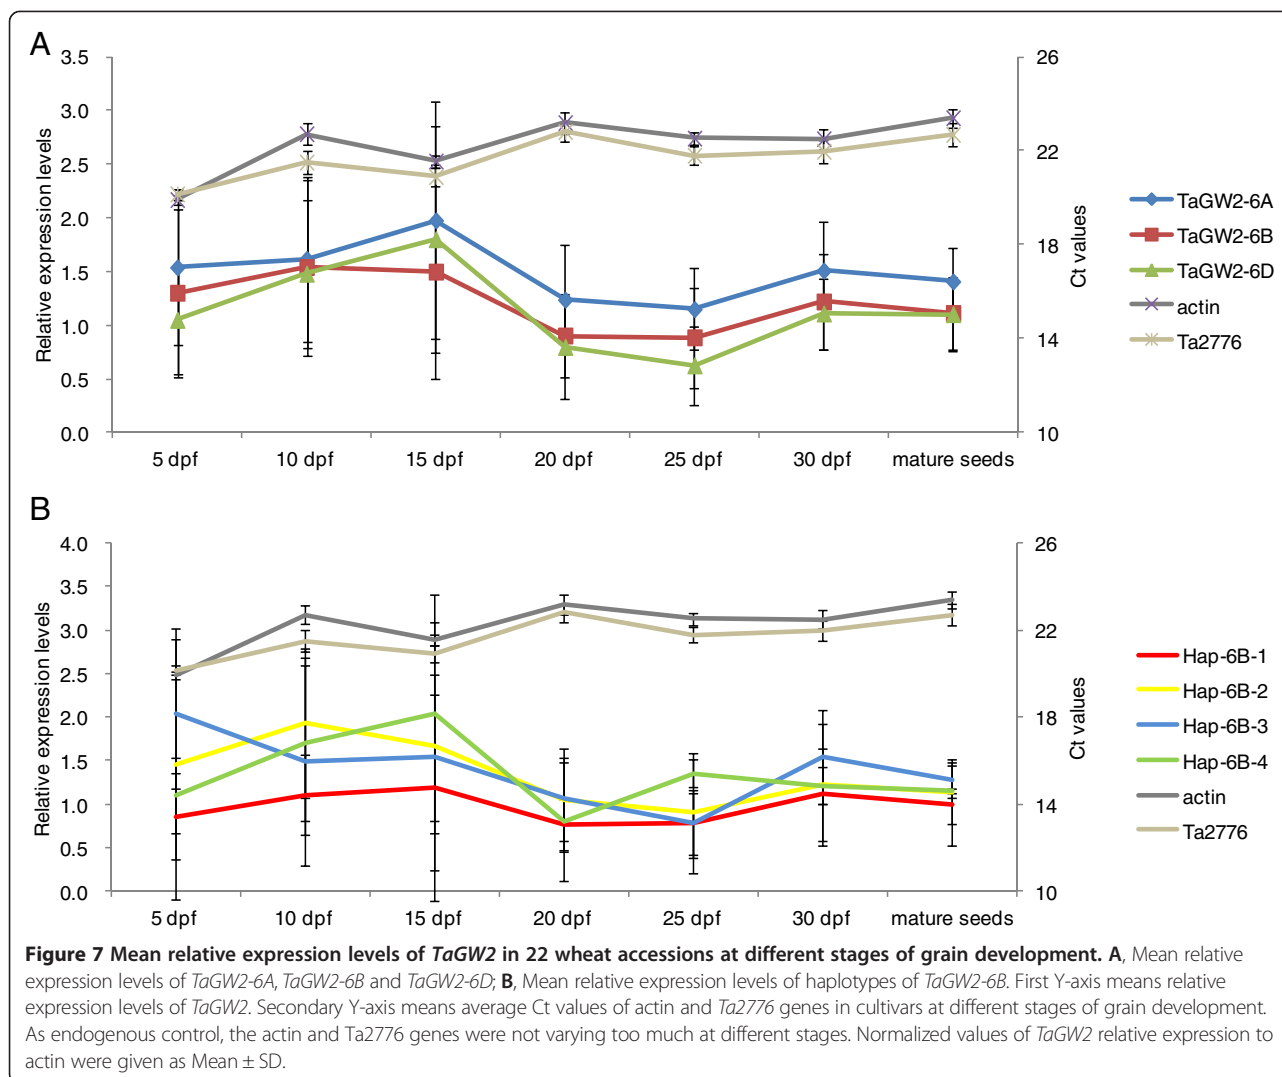 A
3.5
3.0
2.5
2.0
1.5
1.0
0.5
0.0
Relative expression levels
26
22
18
14
10
Ct values
5 dpf 10 dpf 15 dpf 20 dpf 25 dpf 30 dpf mature seeds
TaGW2-6A
TaGW2-6B
TaGW2-6D
actin
Ta2776
B
4.0
3.5
3.0
2.5
2.0
1.5
1.0
0.5
0.0
Relative expression levels
26
22
18
14
10
Ct values
5 dpf 10 dpf 15 dpf 20 dpf 25 dpf 30 dpf mature seeds
Hap-6B-1
Hap-6B-2
Hap-6B-3
Hap-6B-4
actin
Ta2776
Figure 7 Mean relative expression levels of TaGW2 in 22 wheat accessions at different stages of grain development. A, Mean relative
expression levels of TaGW2-6A, TaGW2-6B and TaGW2-6D; B, Mean relative expression levels of haplotypes of TaGW2-6B. First Y-axis means relative
expression levels of TaGW2. Secondary Y-axis means average Ct values of actin and Ta2776 genes in cultivars at different stages of grain development.
As endogenous control, the actin and Ta2776 genes were not varying too much at different stages. Normalized values of TaGW2 relative expression to
actin were given as Mean ± SD.